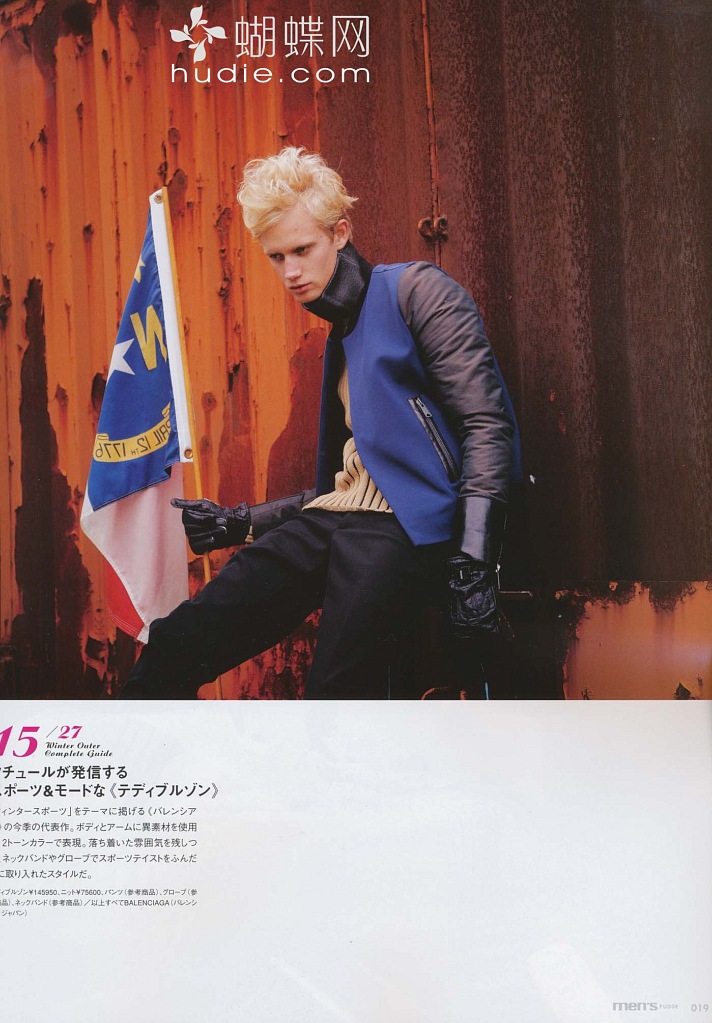 蝴蝶网
hudie.com
N
APRIL 12TH 1776
15/27
Winter Outer
Complete Guide
チュールが発信する
スポーツ&モードな《テディブルゾン》
ィンタースポーツ」をテーマに掲げる《バレンシア
》の今季の代表作。ボディとアームに異素材を使用
2トーンカラーで表現。落ち着いた雰囲気を残しつ
ネックバンドやグローブでスポーツテイストをふんだ
に取り入れたスタイルだ。
ィブルゾン¥145950、ニット¥75600、パンツ(参考商品)、グローブ(参
品)、ネックバンド(参考商品)/以上すべてBALENCIAGA(バレンシ
ジャパン)
men's FUDGE 019